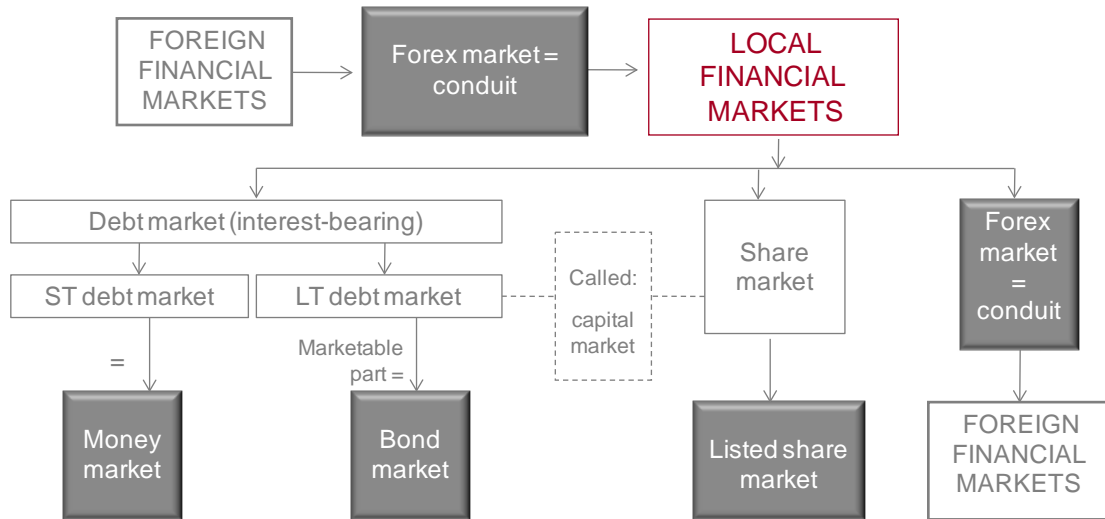 FOREIGN
FINANCIAL
MARKETS
Forex market =
conduit
LOCAL
FINANCIAL
MARKETS
Debt market (interest-bearing)
ST debt market
LT debt market
Called:
capital
market
Share
market
Forex
market
=
conduit
=
Marketable
part =
Money
market
Bond
market
Listed share
market
FOREIGN
FINANCIAL
MARKETS